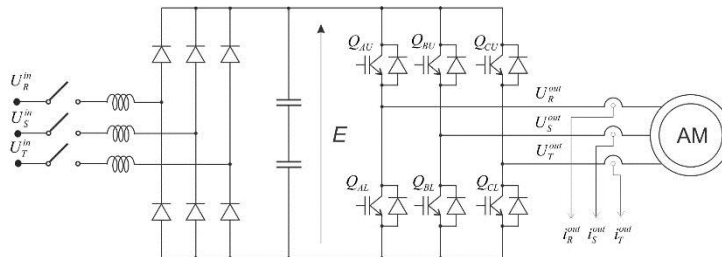 Q_AU Q_BU Q_CU
U_R^in
U_R^out
U_S^in
U_S^out
AM
E
U_T^in
U_T^out
Q_AL Q_BL Q_CL
i_R^out i_S^out i_T^out